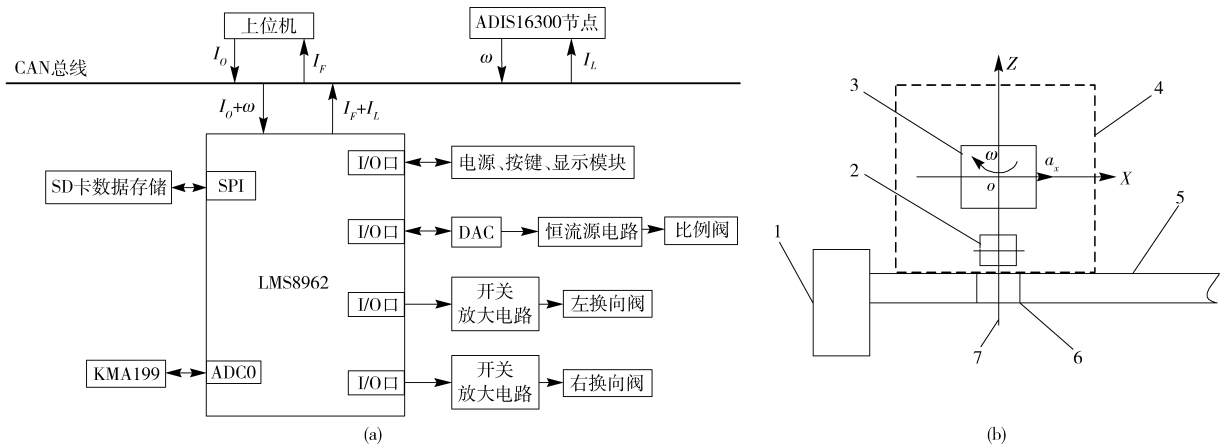 上位机
ADIS16300节点
CAN总线
I_O
I_F
ω
I_L
I_O+ω
I_F+I_L
I/O口
电源、按键、显示模块
SD卡数据存储
SPI
I/O口
DAC
恒流源电路
比例阀
LMS8962
I/O口
开关
放大电路
左换向阀
KMA199
ADC0
I/O口
开关
放大电路
右换向阀
(a)
Z
3
4
ω
a_x
2
o
X
5
1
7
6
(b)